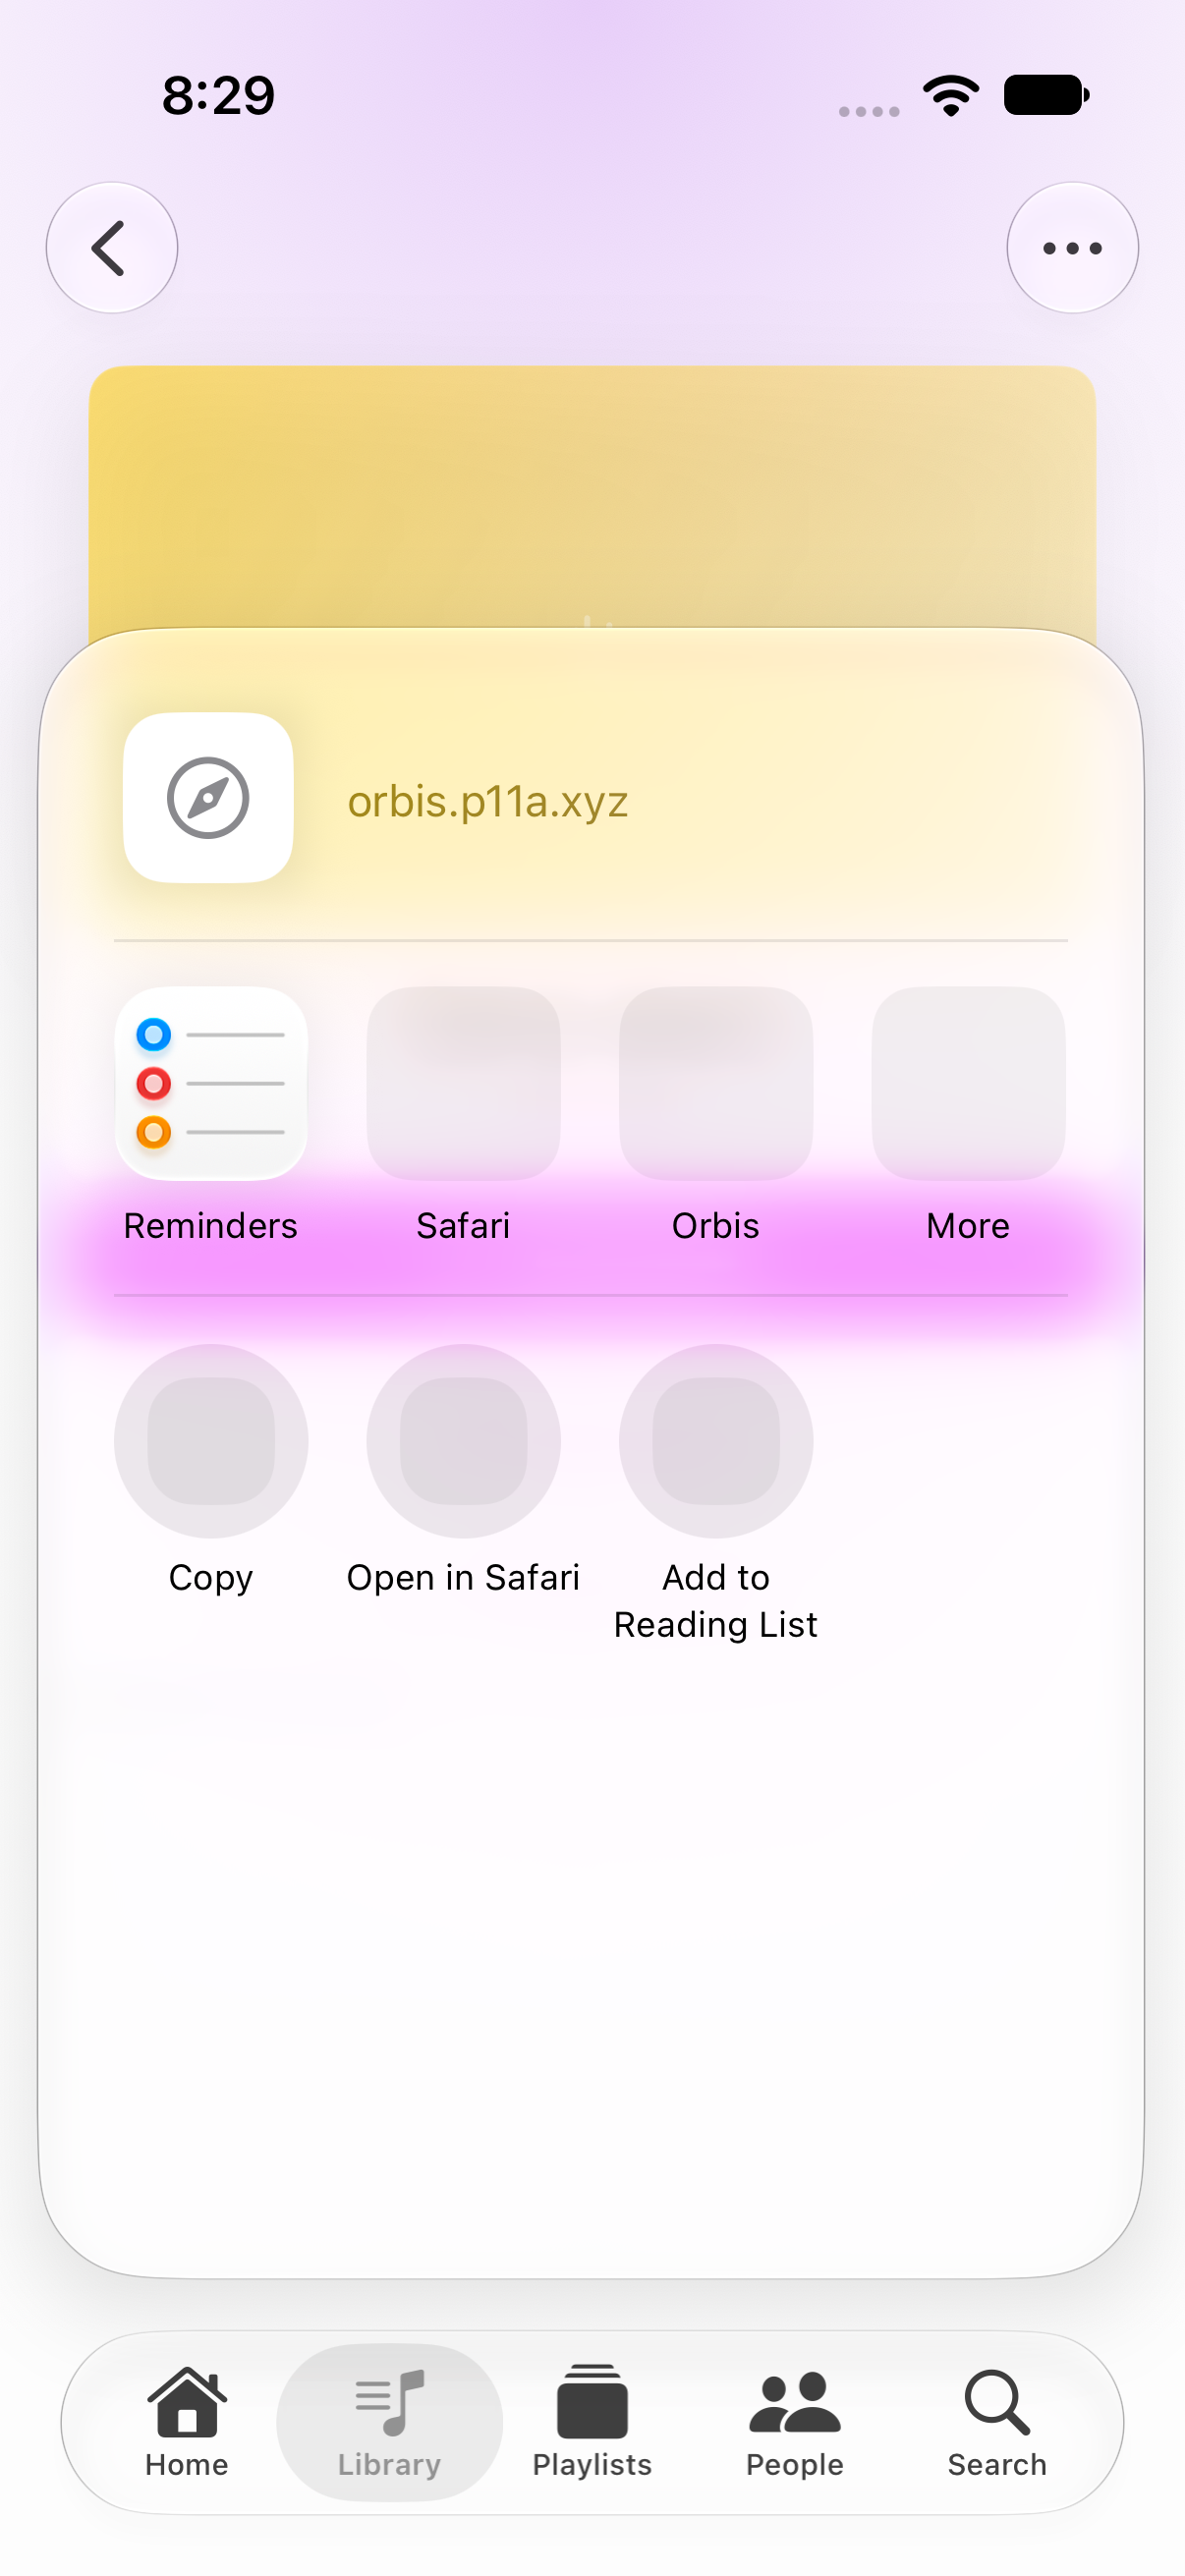 8:29
orbis.p11a.xyz
Reminders
Safari
Orbis
More
Copy
Open in Safari
Add to
Reading List
Home
Library
Playlists
People
Search